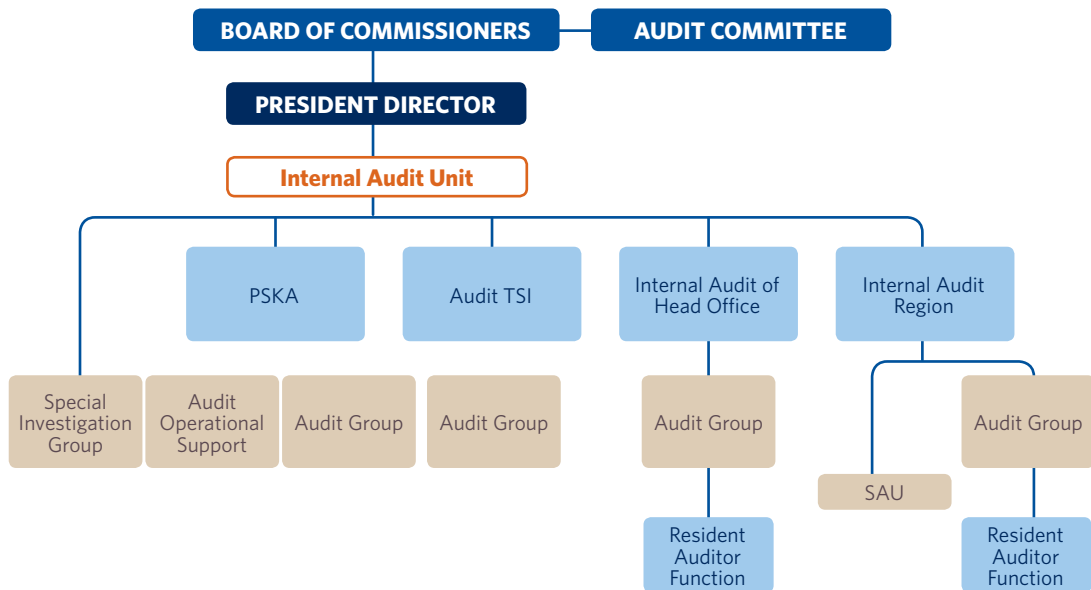 BOARD OF COMMISSIONERS
AUDIT COMMITTEE
PRESIDENT DIRECTOR
Internal Audit Unit
PSKA
Audit TSI
Internal Audit of
Head Office
Internal Audit
Region
Special
Investigation
Group
Audit
Operational
Support
Audit Group
Audit Group
Audit Group
Audit Group
SAU
Resident
Auditor
Function
Resident
Auditor
Function